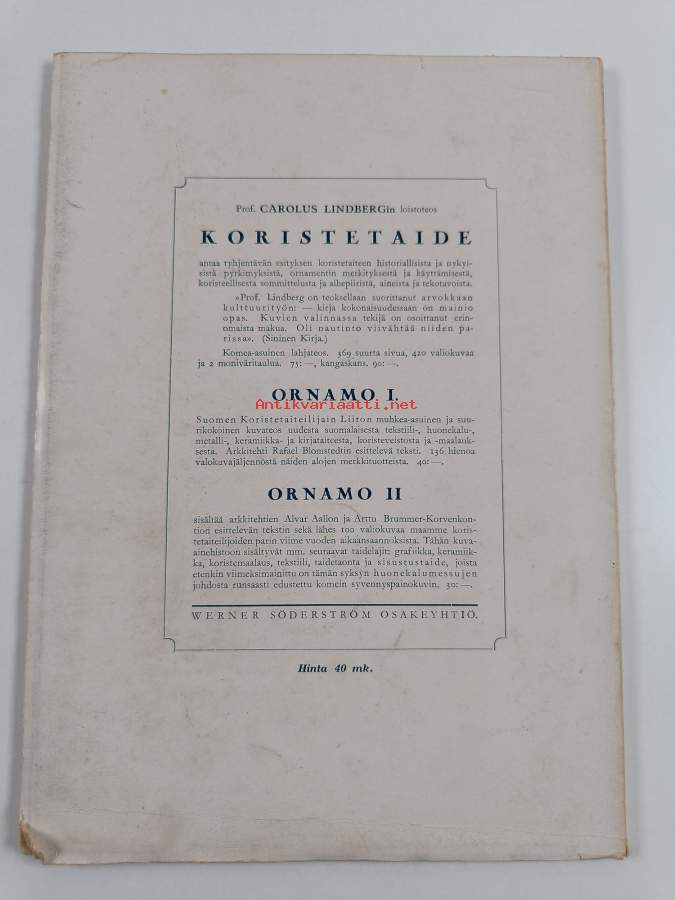 Prof. CAROLUS LINDBERGin loistoteos
KORISTETAIDE
antaa tyhjentävän esityksen koristetaiteen historiallisista ja nykyi-
sistä pyrkimyksistä, ornamentin merkityksestä ja käyttämisestä,
koristeellisesta sommittelusta ja aihepiiristä, aineista ja tekotavoista.
»Prof. Lindberg on teoksellaan suorittanut arvokkaan
kulttuurityön: — kirja kokonaisuudessaan on mainio
opas. Kuvien valinnassa tekijä on osoittanut erin-
omaista makua. Oli nautinto viivähtää niiden pa-
rissa». (Sininen Kirja.)
Komea-asuinen lahjateos. 369 suurta sivua, 420 valiokuvaa
ja 2 moniväritaulua. 75: —, kangaskans. 90: —.
ORNAMO I.
Antikvariaatti.net
Suomen Koristetaiteilijain Liiton muhkea-asuinen ja suu-
rikokoinen kuvateos uudesta suomalaisesta tekstiili-, huonekalu-,
metalli-, keramiikka- ja kirjataiteesta, koristeveistosta ja -maalauk-
sesta. Arkkitehti Rafael Blomstedtin esittelevä teksti. 136 hienoa
valokuvajäljennöstä näiden alojen merkkituotteista. 40: —.
ORNAMO II
sisältää arkkitehtien Alvar Aallon ja Arttu Brummer-Korvenkon-
tion esittelevän tekstin sekä lähes 100 valiokuvaa maamme koris-
tetaiteilijoiden parin viime vuoden aikaansaannoksista. Tähän kuva-
ainehistoon sisältyvät mm. seuraavat taidelajit: grafiikka, keramiik-
ka, koristemaalaus, tekstiili, taidetaonta ja sisustustaide, joista
etenkin viimeksimainittu on tämän syksyn huonekalumessujen
johdosta runsaasti edustettu komein syvennyspainokuvin. 30: —.
WERNER SÖDERSTRÖM OSAKEYHTIÖ.
Hinta 40 mk.